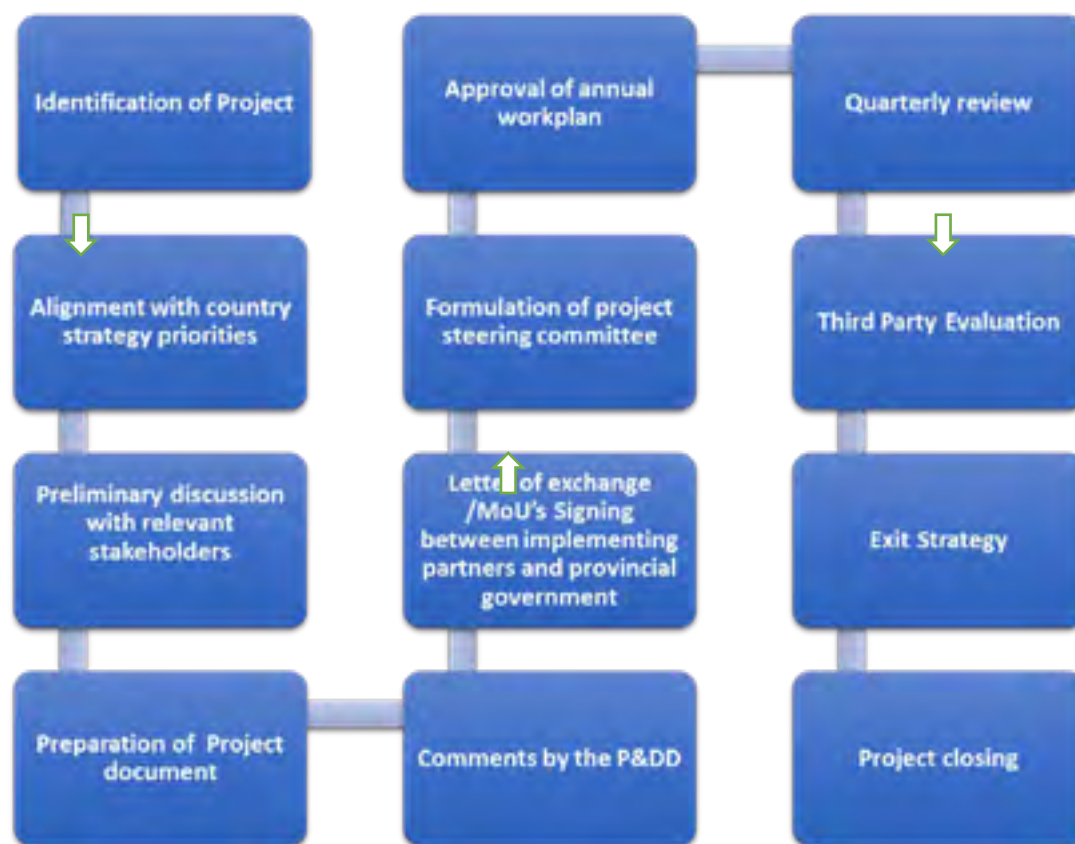 Identification of Project
Alignment with country
strategy priorities
Preliminary discussion
with relevant
stakeholders
Preparation of Project
document
Comments by the P&DD
Letter of exchange
/MoU's Signing
between implementing
partners and provincial
government
Formulation of project
steering committee
Approval of annual
workplan
Quarterly review
Third Party Evaluation
Exit Strategy
Project closing